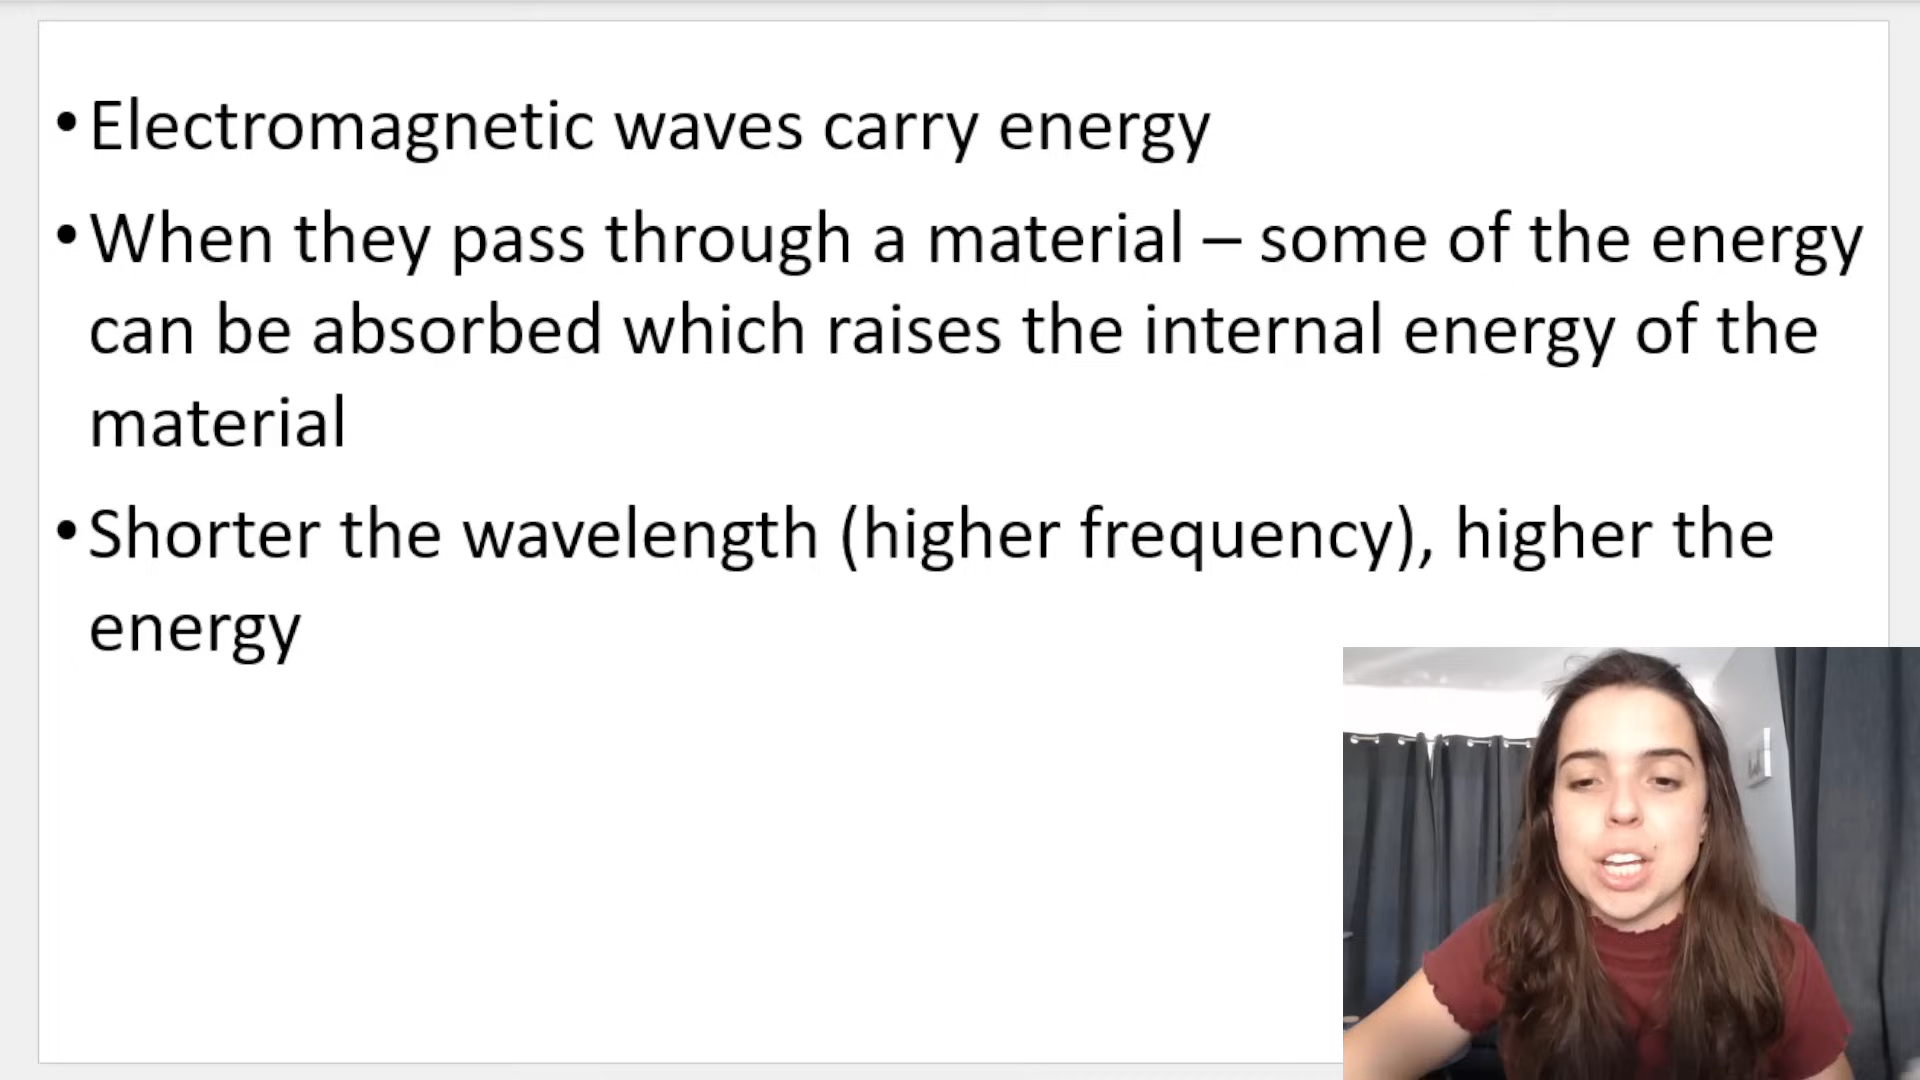 • Electromagnetic waves carry energy
• When they pass through a material – some of the energy
can be absorbed which raises the internal energy of the
material
• Shorter the wavelength (higher frequency), higher the
energy